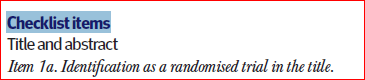 Checklist items
Title and abstract
Item 1a. Identification as a randomised trial in the title.